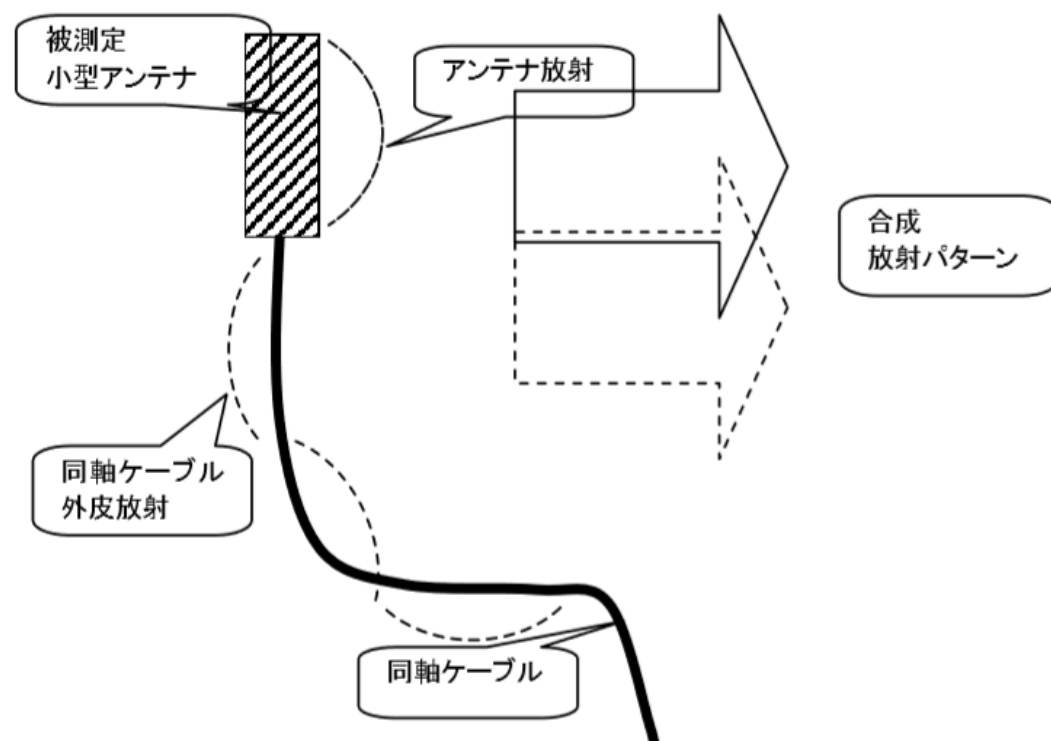 被測定
小型アンテナ
アンテナ放射
合成
放射パターン
同軸ケーブル
外皮放射
同軸ケーブル